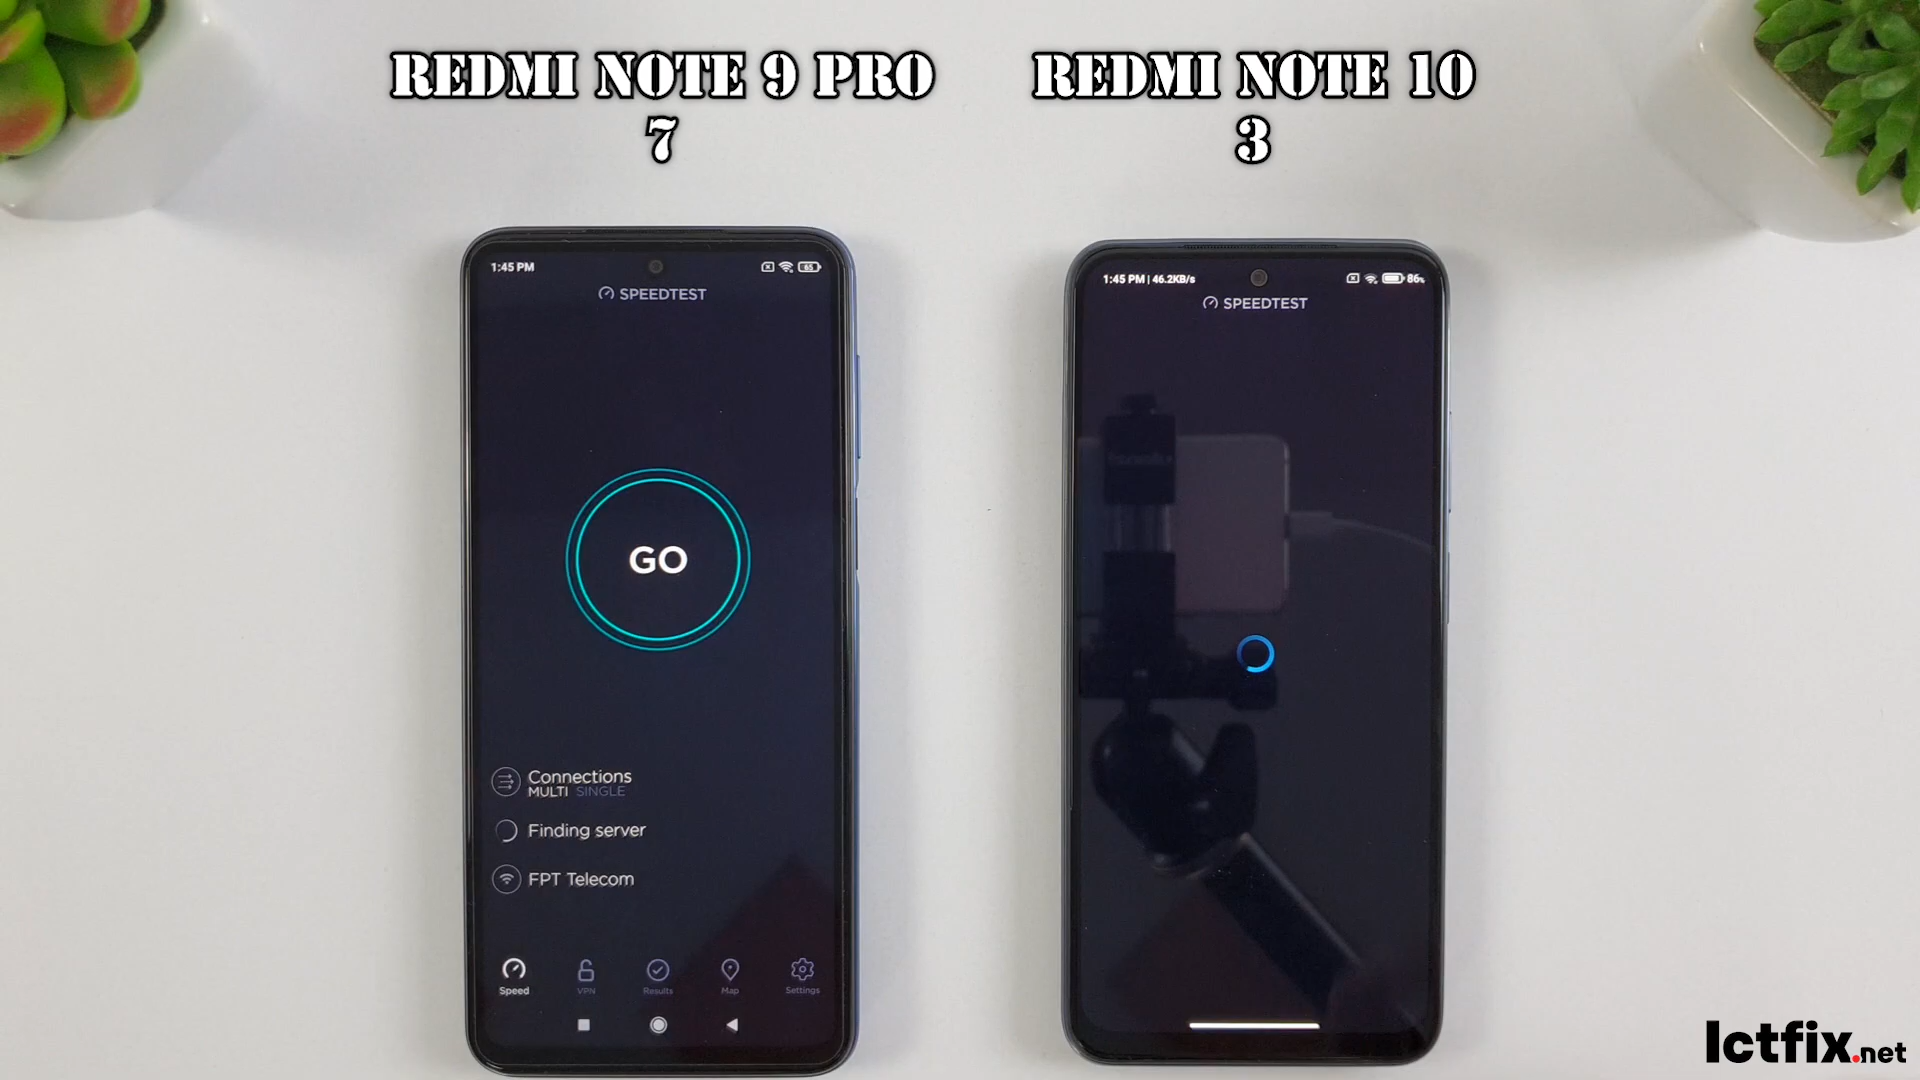 REDMI NOTE 9 PRO
7
REDMI NOTE 10
3
1:45 PM
65
SPEEDTEST
GO
Connections
MULTI SINGLE
Finding server
FPT Telecom
Speed
VPN
Results
Map
Settings
1:45 PM | 46.2KB/s
86%
SPEEDTEST
Ictfix.net